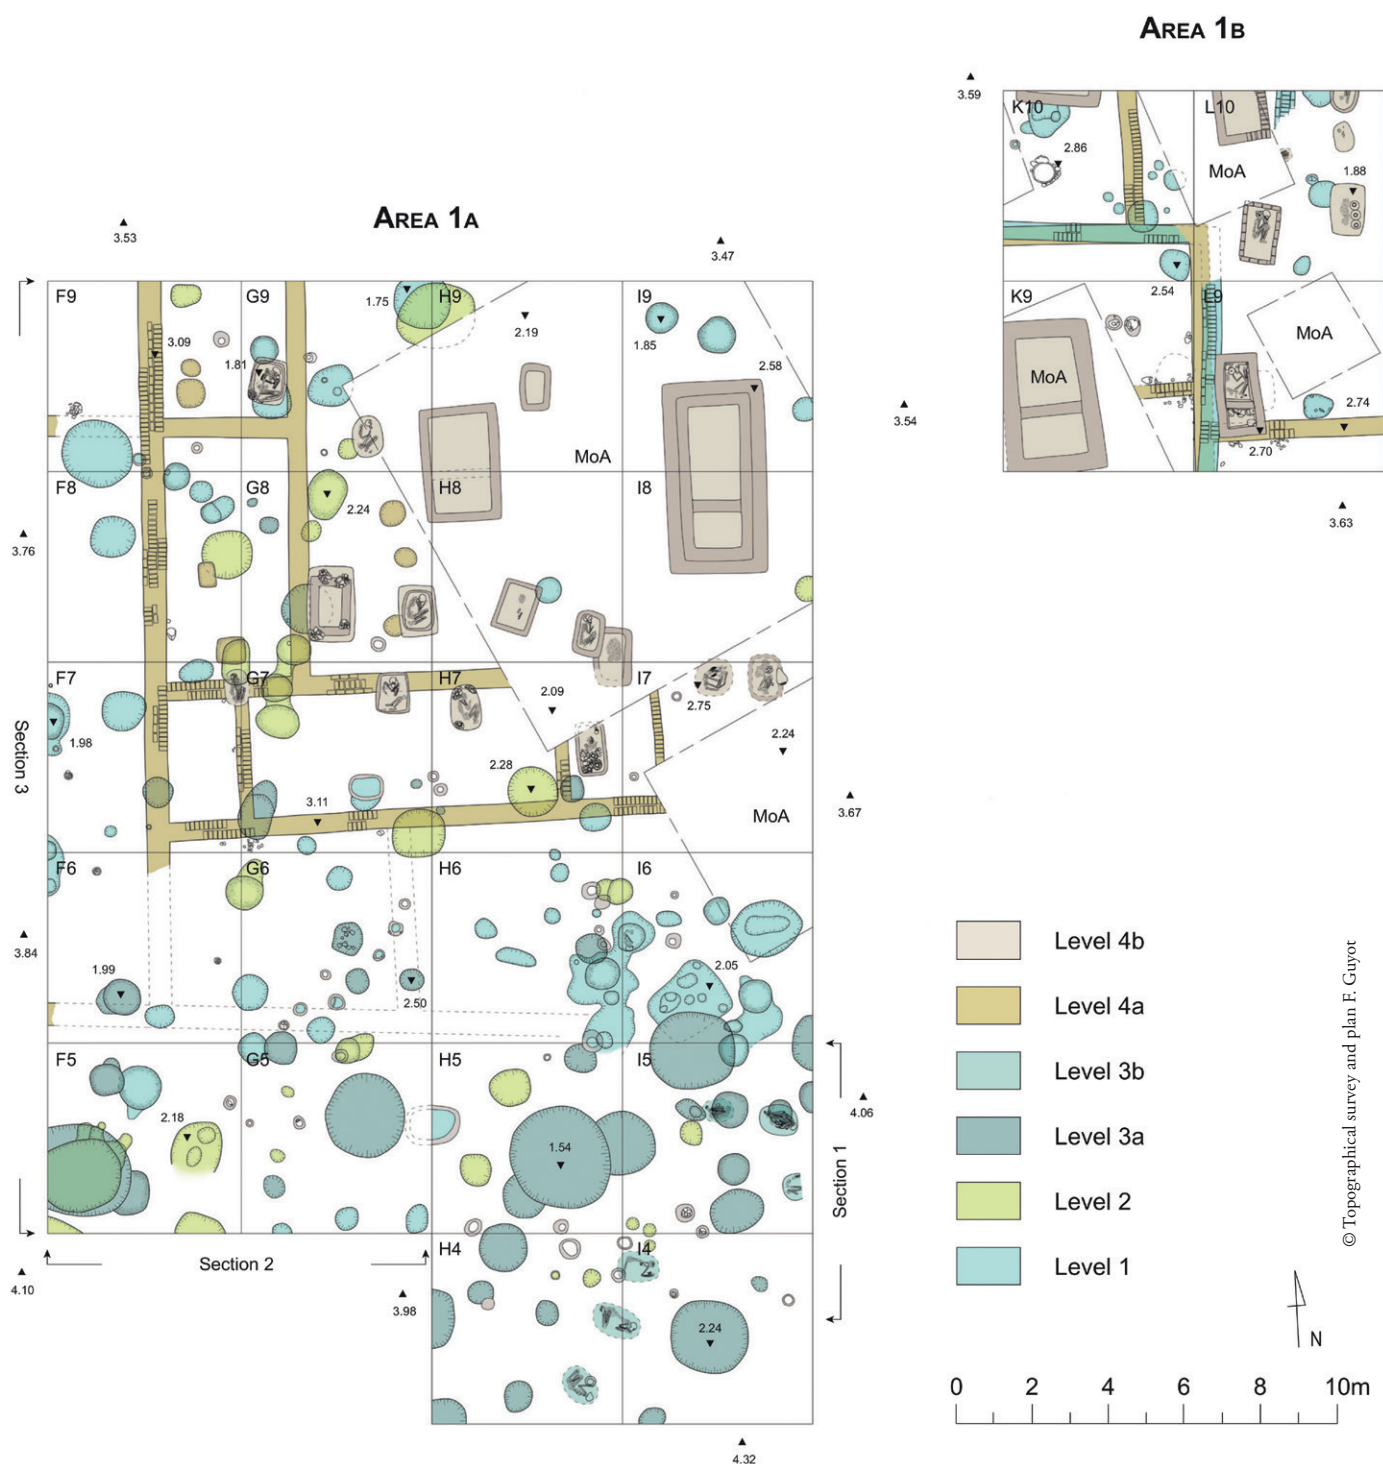 AREA 1B
3.59
K10
L10
2.86
MoA
1.88
2.54
K9
L9
MoA
MoA
2.74
2.70
3.54
3.63
AREA 1A
3.53
3.47
F9
G9
1.75
H9
2.19
I9
1.85
3.09
1.81
2.58
MoA
F8
G8
2.24
H8
I8
3.76
F7
G7
H7
I7
2.09
2.75
2.24
1.98
2.28
3.11
MoA
3.67
Section 3
F6
G6
H6
I6
3.84
1.99
2.50
2.05
F5
G5
H5
I5
4.06
2.18
1.54
Section 1
Section 2
H4
I4
4.10
3.98
2.24
4.32
Level 4b
Level 4a
Level 3b
Level 3a
Level 2
Level 1
© Topographical survey and plan F. Guyot
N
0 2 4 6 8 10m